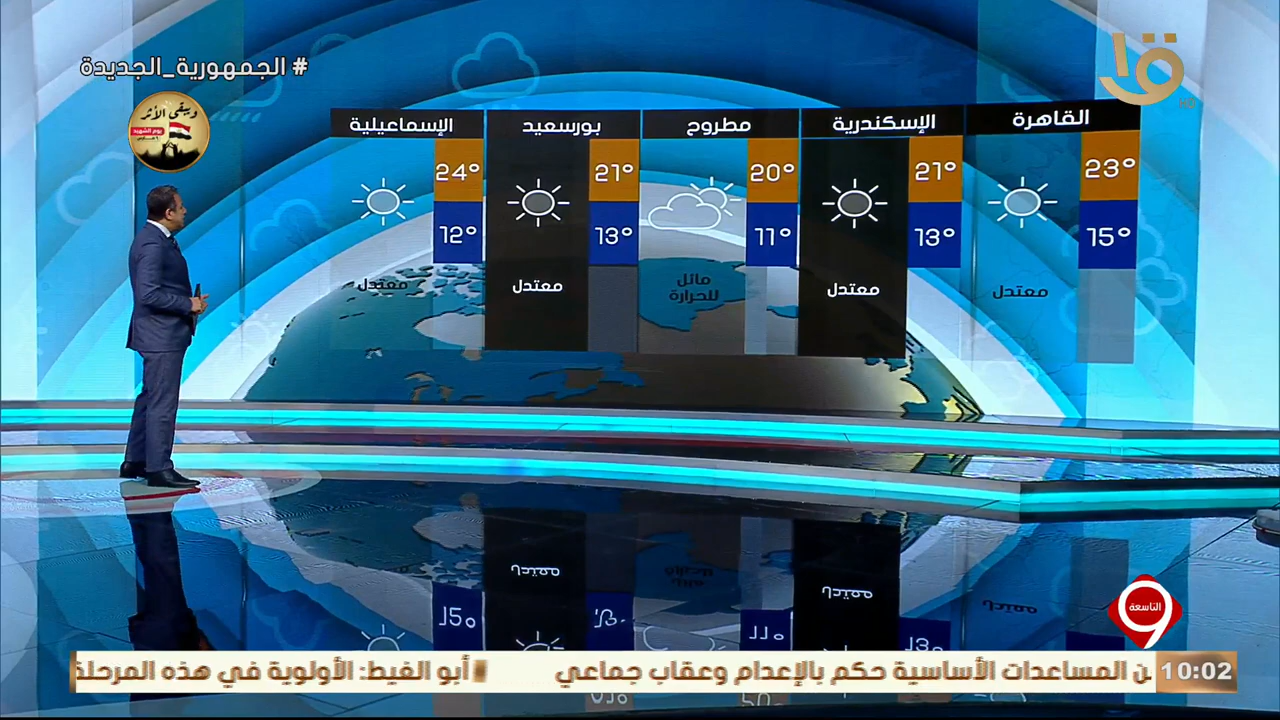 # الجمهورية_الجديدة
ويبقى الأثر
يوم الشهيد
القاهرة
23°
15°
معتدل
الإسكندرية
21°
13°
معتدل
مطروح
20°
11°
مائل
للحرارة
بورسعيد
21°
13°
معتدل
الإسماعيلية
24°
12°
معتدل
HD
التاسعة
9
10:02
ن المساعدات الأساسية حكم بالإعدام وعقاب جماعي
أبو الغيط: الأولوية في هذه المرحلة